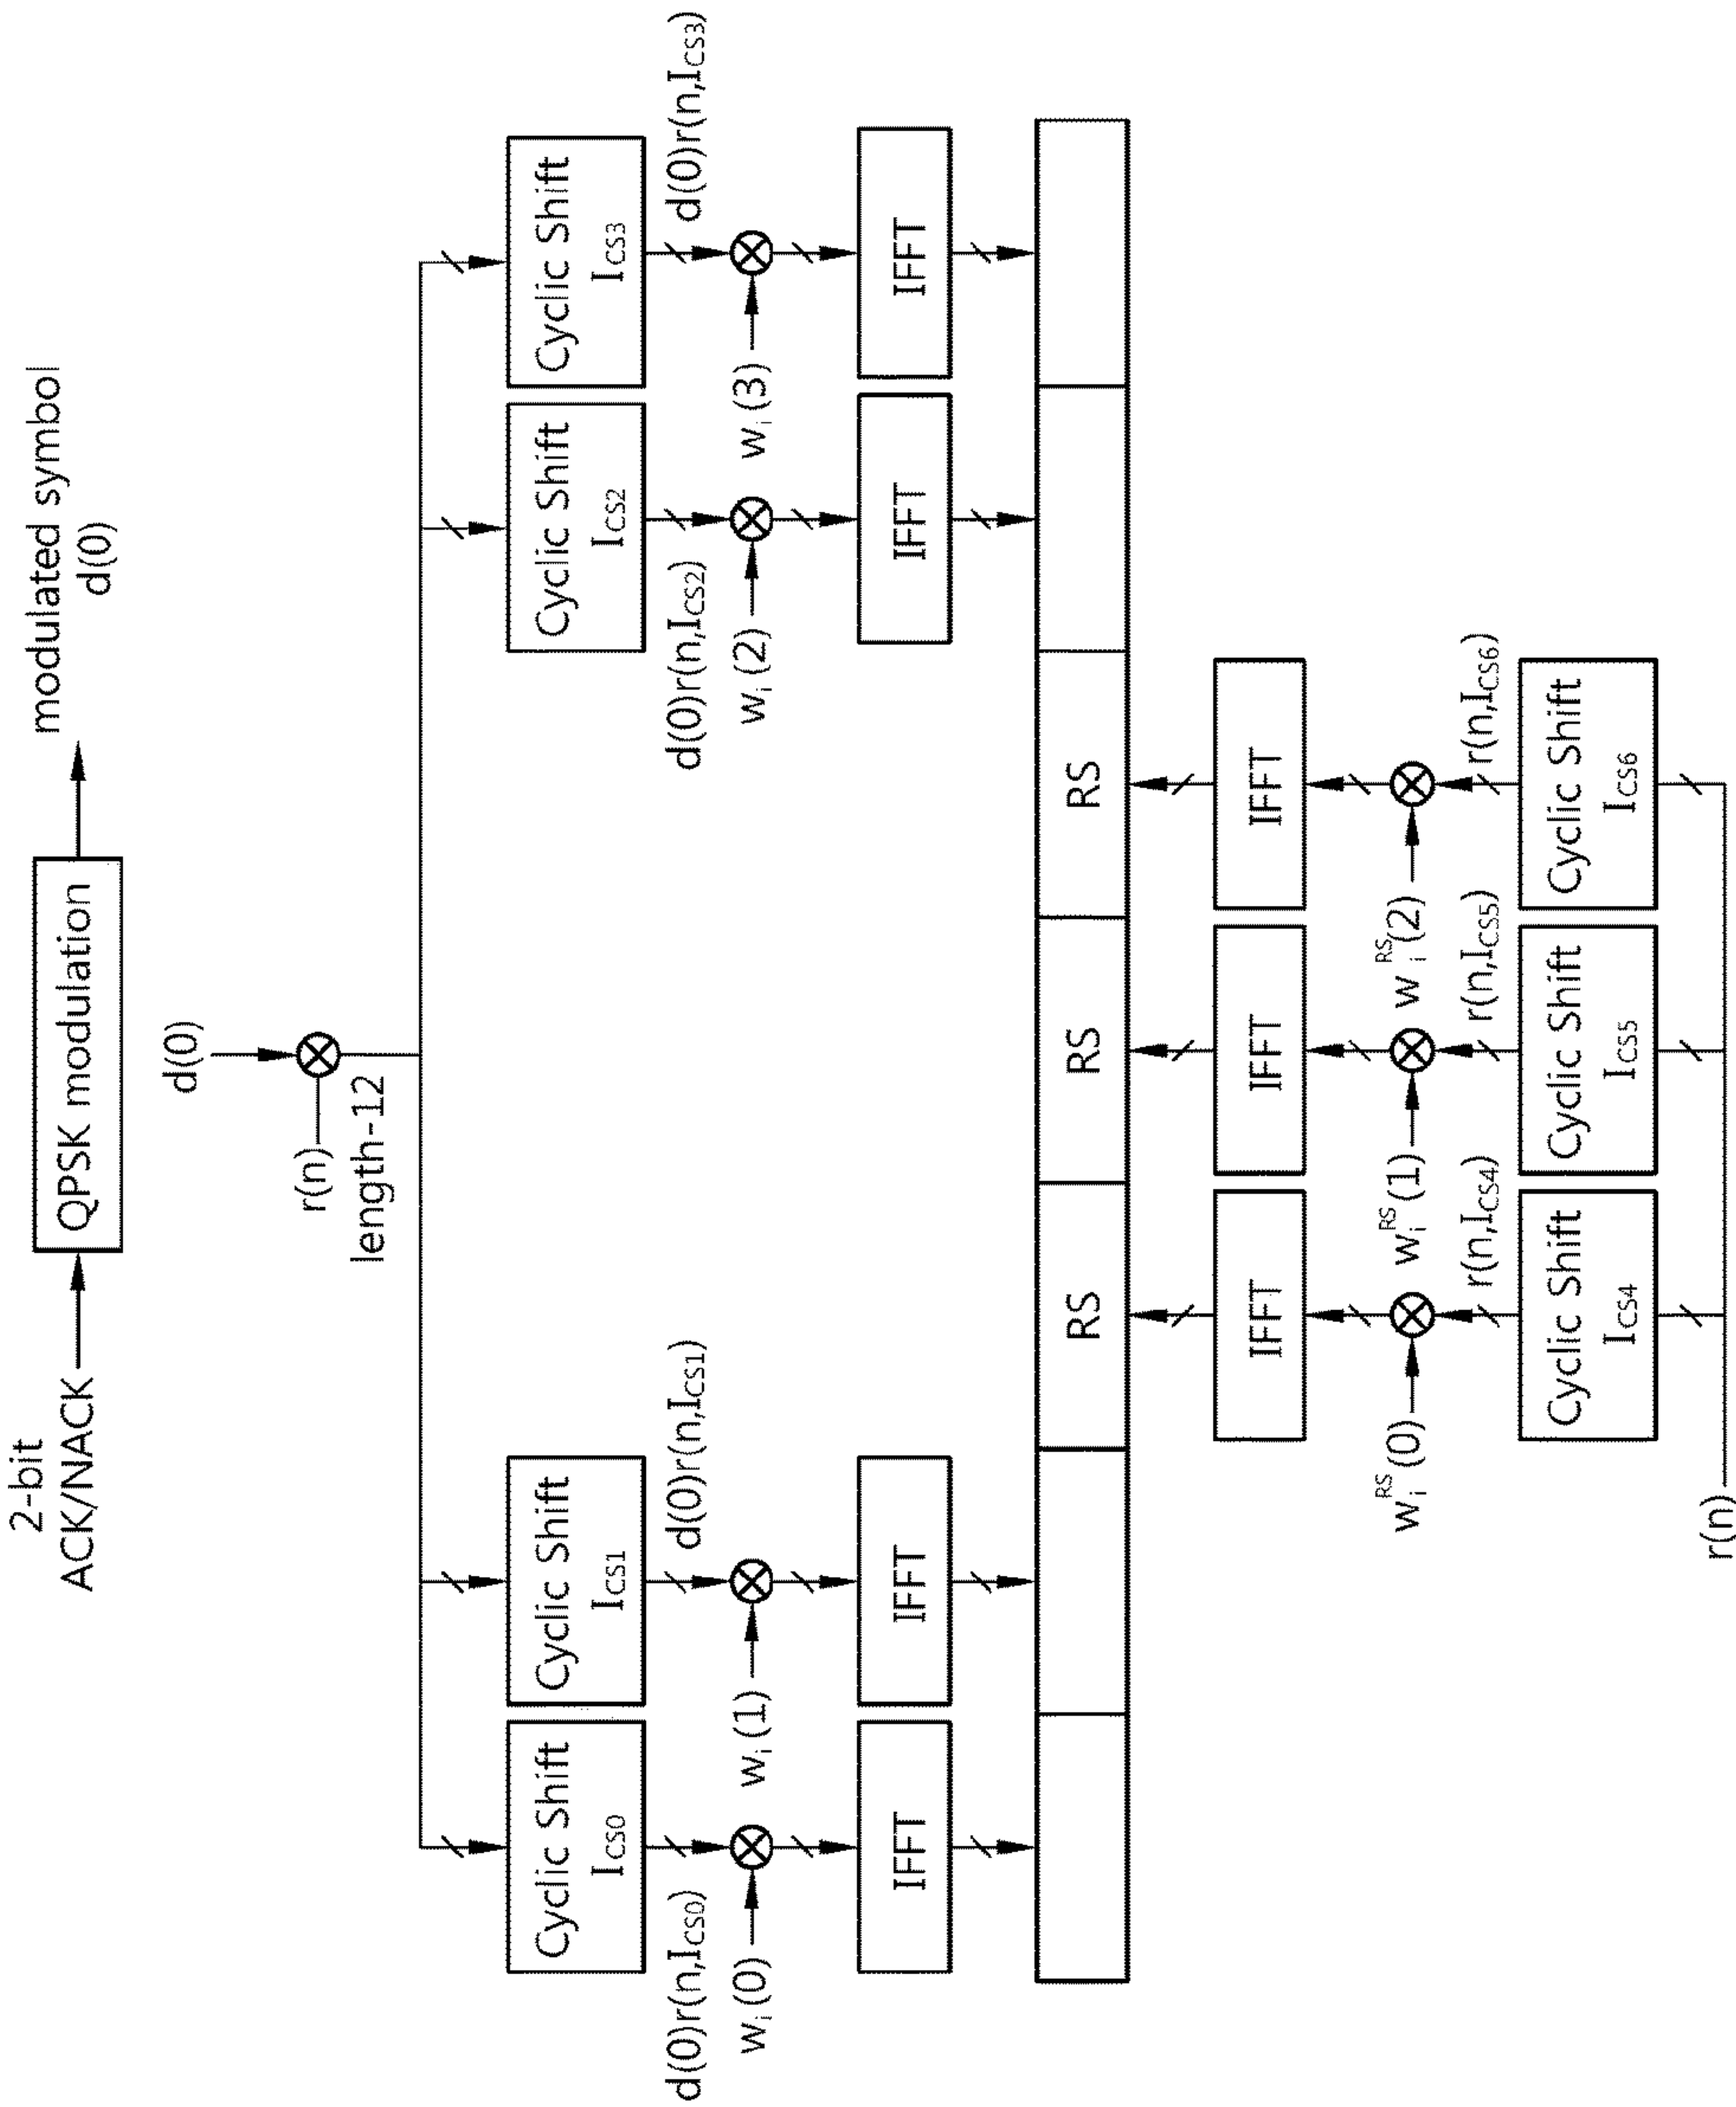 2-bit
ACK/NACK
QPSK modulation
modulated symbol
d(0)
d(0)
r(n)
length-12
Cyclic Shift
I_CS0
Cyclic Shift
I_CS1
Cyclic Shift
I_CS2
Cyclic Shift
I_CS3
d(0)r(n,I_CS0)
d(0)r(n,I_CS1)
d(0)r(n,I_CS2)
d(0)r(n,I_CS3)
w_i(0)
w_i(1)
w_i(2)
w_i(3)
IFFT
IFFT
IFFT
IFFT
RS
RS
RS
IFFT
IFFT
IFFT
w_i^RS(0)
w_i^RS(1)
w_i^RS(2)
r(n,I_CS4)
r(n,I_CS5)
r(n,I_CS6)
Cyclic Shift
I_CS4
Cyclic Shift
I_CS5
Cyclic Shift
I_CS6
r(n)